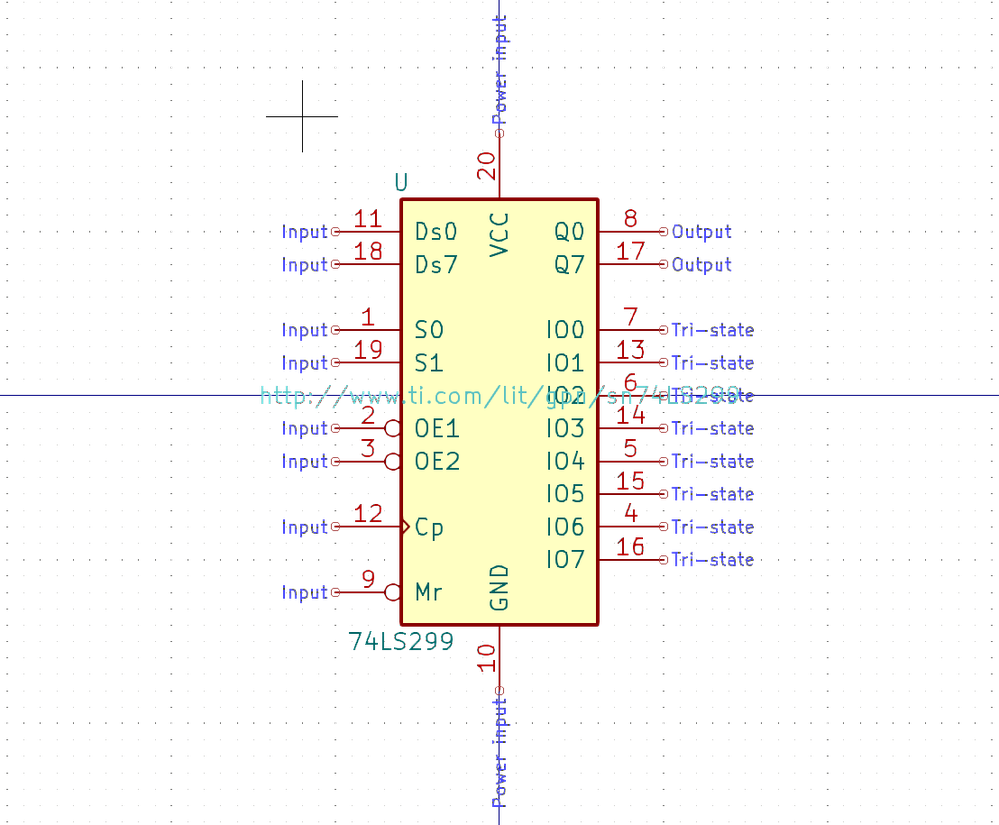 Power input
20
U
VCC
Input 11 Ds0 Q0 8 Output
Input 18 Ds7 Q7 17 Output
Input 1 S0 IO0 7 Tri-state
Input 19 S1 IO1 13 Tri-state
IO2 6 Tri-state
http://www.ti.com/lit/gpn/sn74LS299
Input 2 OE1 IO3 14 Tri-state
Input 3 OE2 IO4 5 Tri-state
IO5 15 Tri-state
Input 12 Cp IO6 4 Tri-state
IO7 16 Tri-state
Input 9 Mr
GND
74LS299
10
Power input